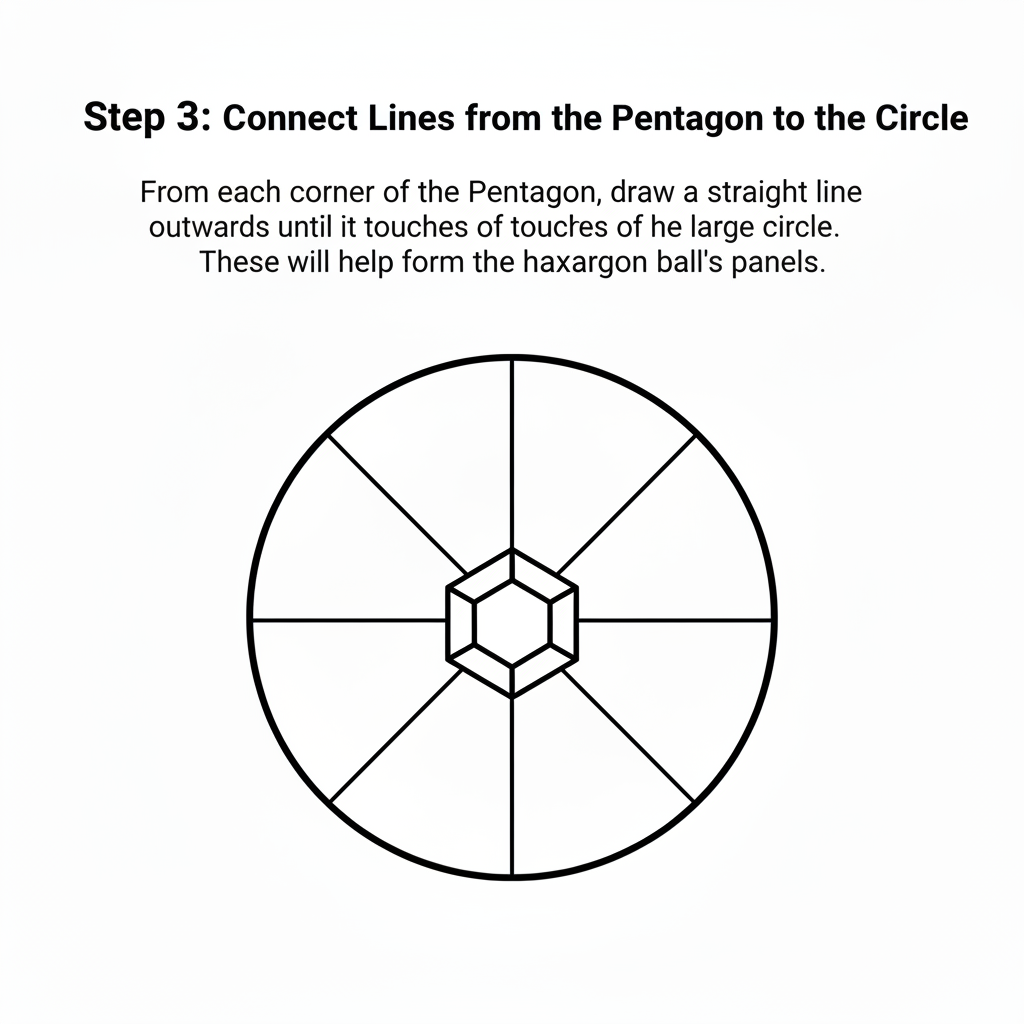 Step 3: Connect Lines from the Pentagon to the Circle
From each corner of the Pentagon, draw a straight line
outwards until it touches of touches of he large circle.
These will help form the haxargon ball's panels.